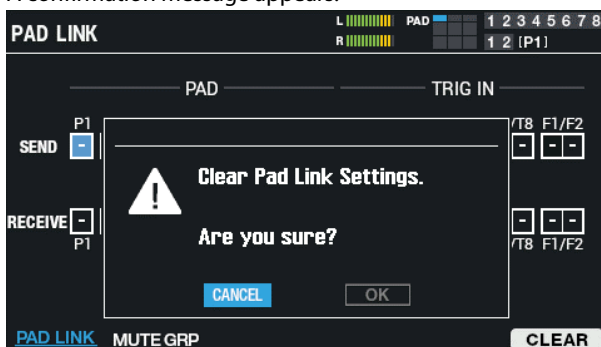 A confirmation message appears.
PAD LINK
L PAD 1 2 3 4 5 6 7 8
R 1 2 [P1]
PAD TRIG IN
P1 /T8 F1/F2
SEND - - - -
Clear Pad Link Settings.
!
Are you sure?
RECEIVE - - - -
P1 /T8 F1/F2
CANCEL OK
PAD LINK MUTE GRP CLEAR